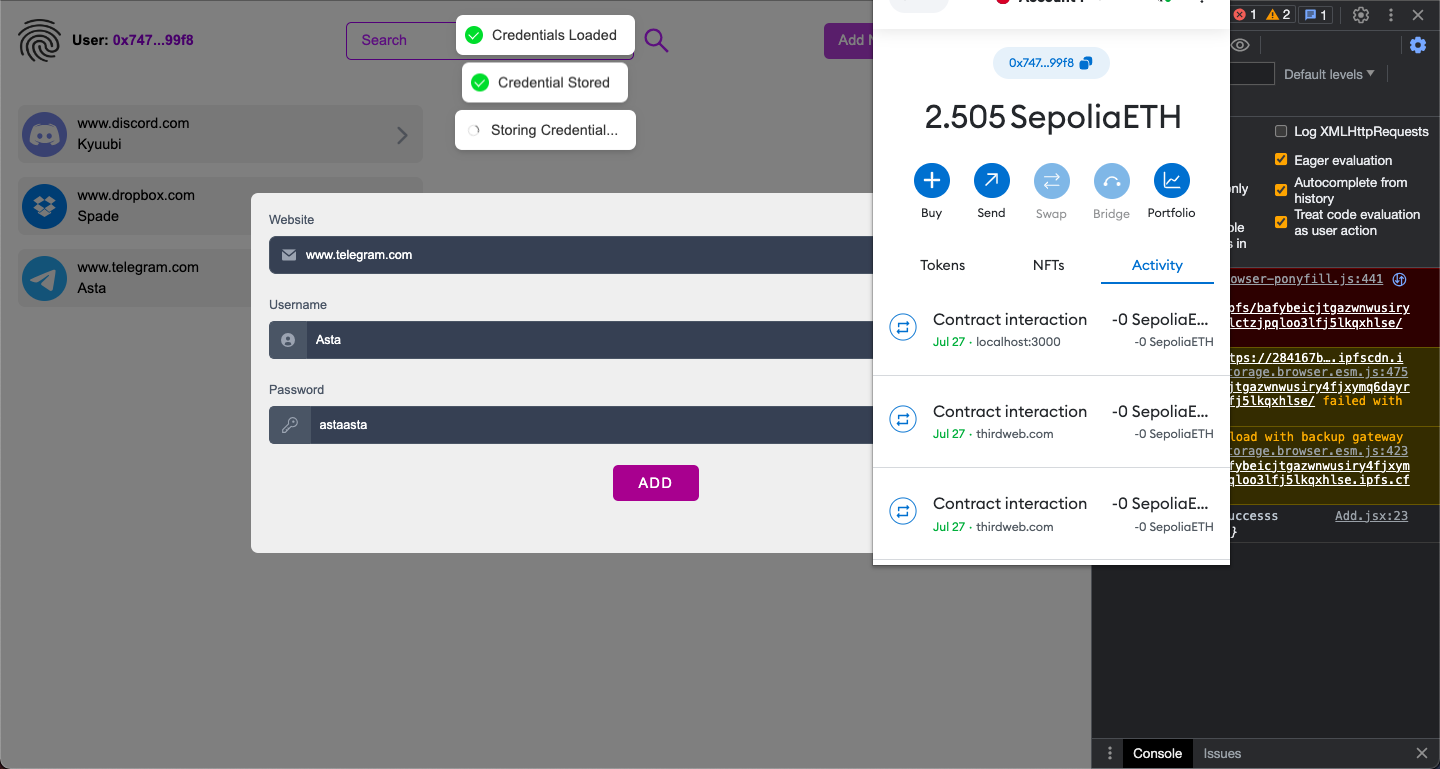 User: 0x747...99f8
Search
Credentials Loaded
Credential Stored
Storing Credential...
Add
www.discord.com
Kyuubi
www.dropbox.com
Spade
www.telegram.com
Asta
Website
www.telegram.com
Username
Asta
Password
astaasta
ADD
0x747...99f8
2.505 SepoliaETH
Buy
Send
Swap
Bridge
Portfolio
Tokens
NFTs
Activity
Contract interaction
-0 SepoliaE...
Jul 27 · localhost:3000
-0 SepoliaETH
Contract interaction
-0 SepoliaE...
Jul 27 · thirdweb.com
-0 SepoliaETH
Contract interaction
-0 SepoliaE...
Jul 27 · thirdweb.com
-0 SepoliaETH
1
2
1
Default levels
Log XMLHttpRequests
Eager evaluation
Autocomplete from
history
Treat code evaluation
as user action
only
ble
s in
owser-ponyfill.js:441
pfs/bafybeicjtgazwnwusiry
lctzjpqloo3lfj5lkqxhlse/
tps://284167b….ipfscdn.i
orage.browser.esm.js:475
jtgazwnwusiry4fjxymq6dayr
fj5lkqxhlse/ failed with
load with backup gateway
orage.browser.esm.js:423
fybeicjtgazwnwusiry4fjxym
qloo3lfj5lkqxhlse.ipfs.cf
uccesss
Add.jsx:23
}
Console
Issues